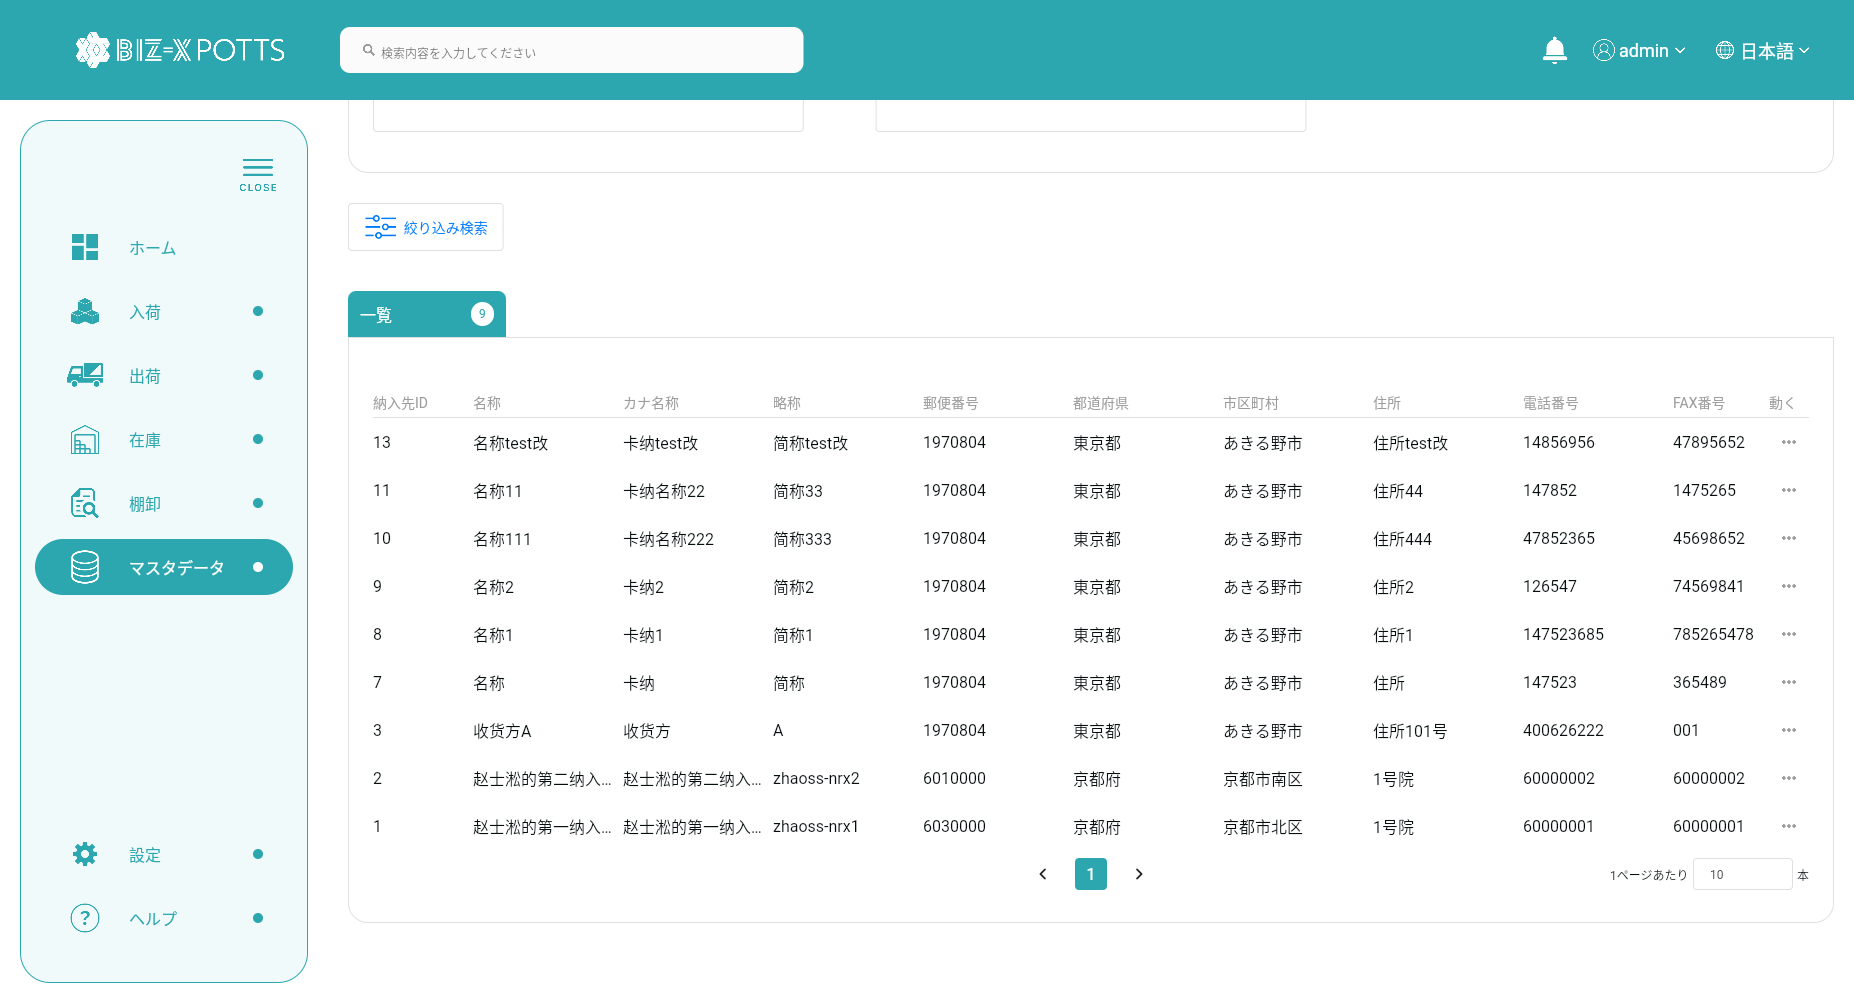 BIZ-X POTTS
検索内容を入力してください
admin
日本語
CLOSE
ホーム
入荷
出荷
在庫
棚卸
マスタデータ
設定
ヘルプ
絞り込み検索
一覧 9
納入先ID 名称 カナ名称 略称 郵便番号 都道府県 市区町村 住所 電話番号 FAX番号 動く
13 名称test改 卡纳test改 简称test改 1970804 東京都 あきる野市 住所test改 14856956 47895652
11 名称11 卡纳名称22 简称33 1970804 東京都 あきる野市 住所44 147852 1475265
10 名称111 卡纳名称222 简称333 1970804 東京都 あきる野市 住所444 47852365 45698652
9 名称2 卡纳2 简称2 1970804 東京都 あきる野市 住所2 126547 74569841
8 名称1 卡纳1 简称1 1970804 東京都 あきる野市 住所1 147523685 785265478
7 名称 卡纳 简称 1970804 東京都 あきる野市 住所 147523 365489
3 收货方A 收货方 A 1970804 東京都 あきる野市 住所101号 400626222 001
2 赵士淞的第二纳入... 赵士淞的第二纳入... zhaoss-nrx2 6010000 京都府 京都市南区 1号院 60000002 60000002
1 赵士淞的第一纳入... 赵士淞的第一纳入... zhaoss-nrx1 6030000 京都府 京都市北区 1号院 60000001 60000001
1
1ページあたり 10 本